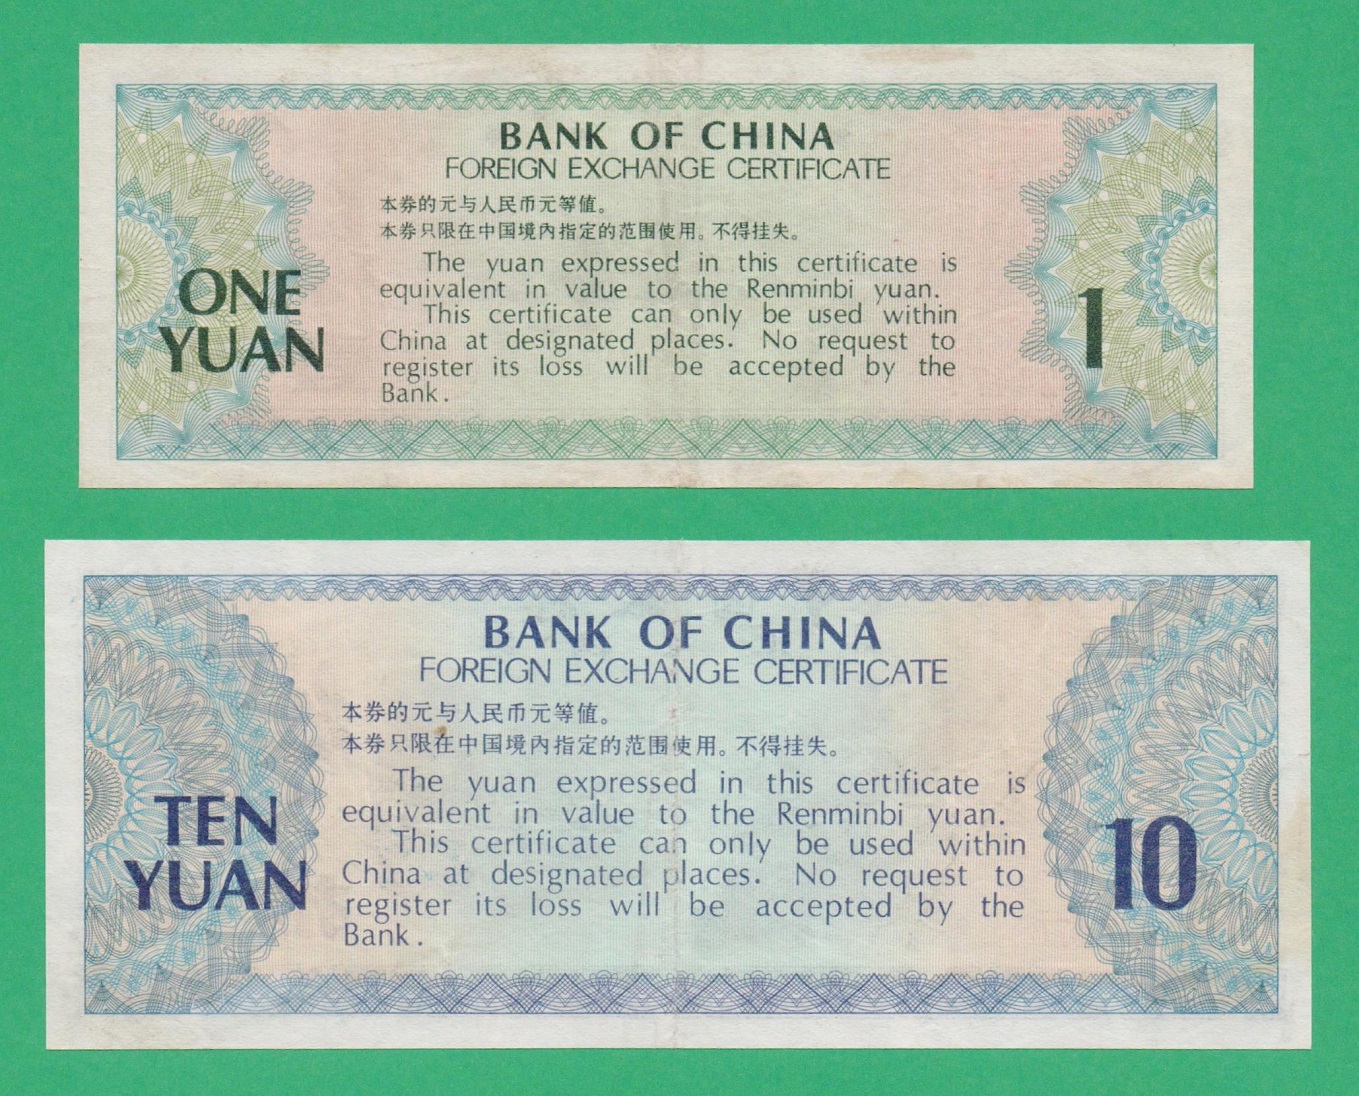 BANK OF CHINA
FOREIGN EXCHANGE CERTIFICATE
本券的元与人民币元等值。
本券只限在中国境内指定的范围使用。不得挂失。
The yuan expressed in this certificate is
equivalent in value to the Renminbi yuan.
This certificate can only be used within
China at designated places. No request to
register its loss will be accepted by the
Bank.
ONE
YUAN
1
BANK OF CHINA
FOREIGN EXCHANGE CERTIFICATE
本券的元与人民币元等值。
本券只限在中国境内指定的范围使用。不得挂失。
The yuan expressed in this certificate is
equivalent in value to the Renminbi yuan.
This certificate can only be used within
China at designated places. No request to
register its loss will be accepted by the
Bank.
TEN
YUAN
10